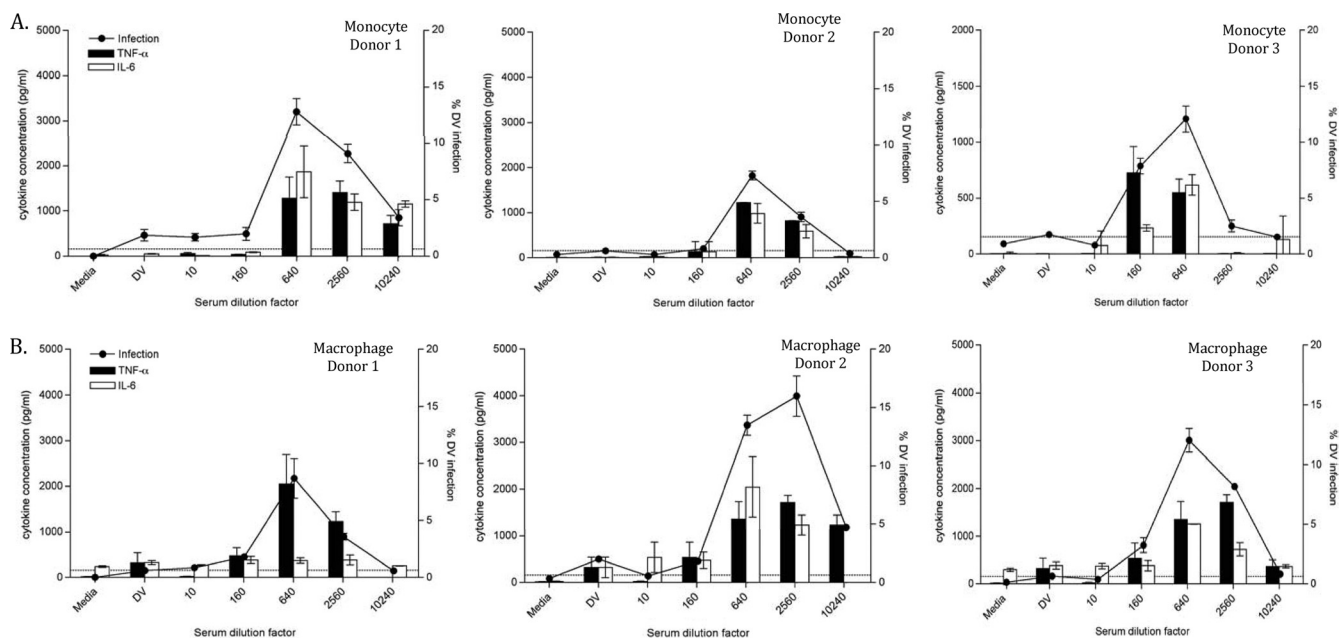 A.
Monocyte
Donor 1
Infection
TNF-α
IL-6
cytokine concentration (pg/ml)
5000
4000
3000
2000
1000
0
20
15
10
5
0
% DV infection
Media
DV
10
160
640
2560
10240
Serum dilution factor
Monocyte
Donor 2
cytokine concentration (pg/ml)
5000
4000
3000
2000
1000
0
20
15
10
5
0
% DV infection
Media
DV
10
160
640
2560
10240
Serum dilution factor
Monocyte
Donor 3
cytokine concentration (pg/ml)
2000
1500
1000
500
0
20
15
10
5
0
% DV infection
Media
DV
10
160
640
2560
10240
Serum dilution factor
B.
Macrophage
Donor 1
Infection
TNF-α
IL-6
cytokine concentration (pg/ml)
5000
4000
3000
2000
1000
0
20
15
10
5
0
% DV infection
Media
DV
10
160
640
2560
10240
Serum dilution factor
Macrophage
Donor 2
cytokine concentration (pg/ml)
5000
4000
3000
2000
1000
0
20
15
10
5
0
% DV infection
Media
DV
10
160
640
2560
10240
Serum dilution factor
Macrophage
Donor 3
cytokine concentration (pg/ml)
5000
4000
3000
2000
1000
0
20
15
10
5
0
% DV infection
Media
DV
10
160
640
2560
10240
Serum dilution factor